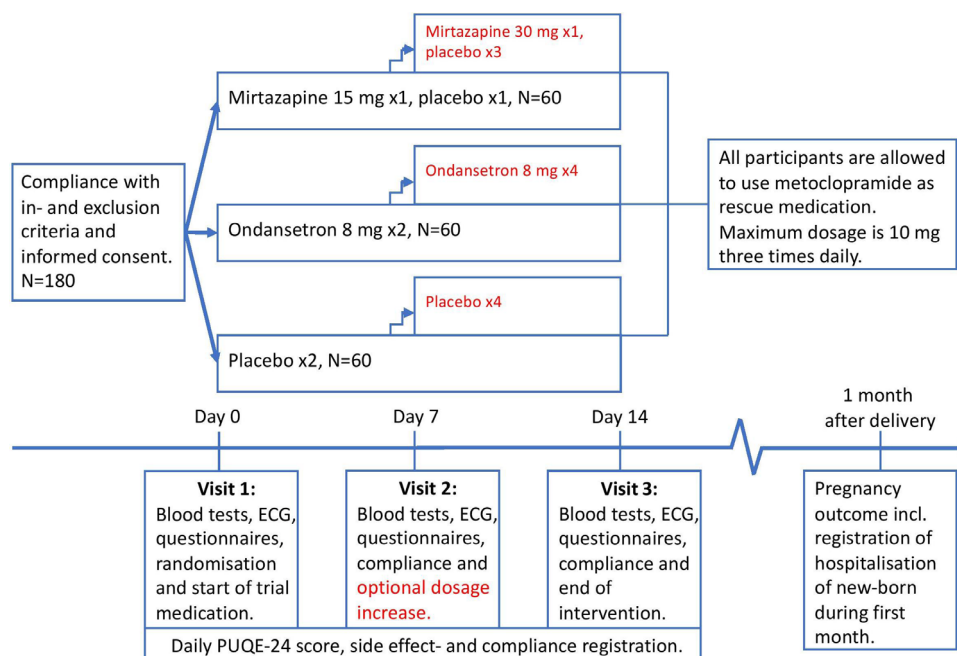 Mirtazapine 30 mg x1,
placebo x3
Mirtazapine 15 mg x1, placebo x1, N=60
Compliance with
in- and exclusion
criteria and
informed consent.
N=180
Ondansetron 8 mg x4
Ondansetron 8 mg x2, N=60
All participants are allowed
to use metoclopramide as
rescue medication.
Maximum dosage is 10 mg
three times daily.
Placebo x4
Placebo x2, N=60
Day 0
Day 7
Day 14
1 month
after delivery
Visit 1:
Blood tests, ECG,
questionnaires,
randomisation
and start of trial
medication.
Visit 2:
Blood tests, ECG,
questionnaires,
compliance and
optional dosage
increase.
Visit 3:
Blood tests, ECG,
questionnaires,
compliance and
end of
intervention.
Pregnancy
outcome incl.
registration of
hospitalisation
of new-born
during first
month.
Daily PUQE-24 score, side effect- and compliance registration.